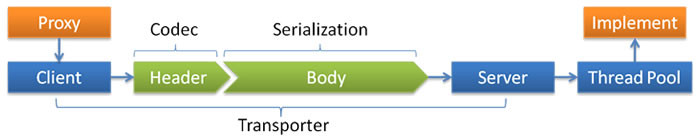 Proxy
Codec
Serialization
Implement
Client
Header
Body
Server
Thread Pool
Transporter